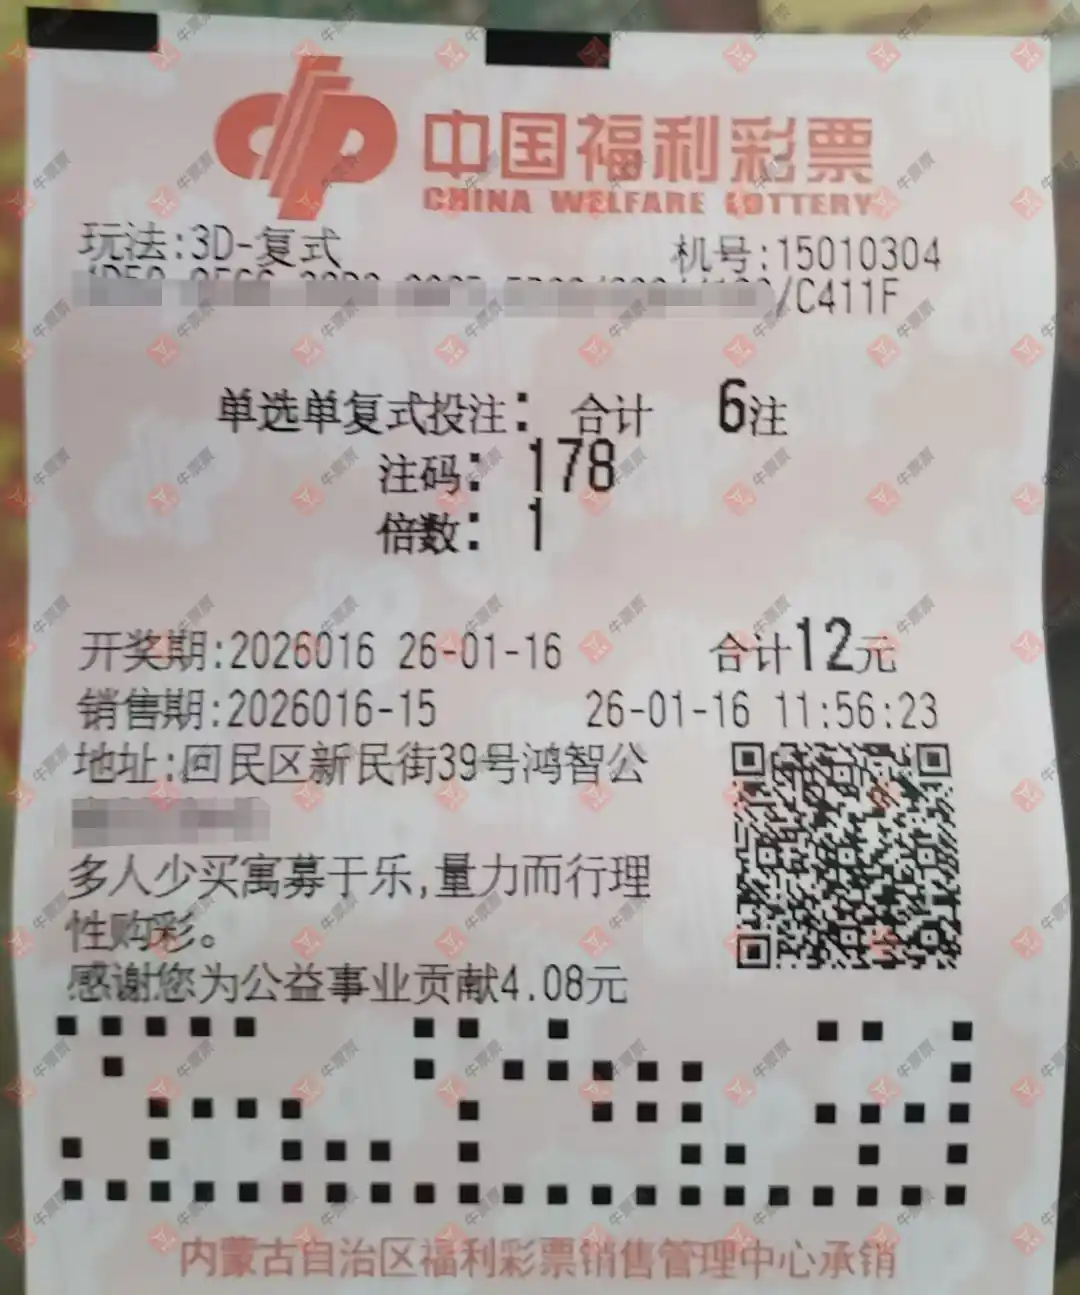 中国福利彩票
CHINA WELFARE LOTTERY
玩法:3D-复式 机号:15010304
/C411F
单选单复式投注: 合计 6注
注码: 178
倍数: 1
开奖期:2026016 26-01-16 合计12元
销售期:2026016-15 26-01-16 11:56:23
地址:回民区新民街39号鸿智公
多人少买寓募于乐,量力而行理
性购彩。
感谢您为公益事业贡献4.08元
内蒙古自治区福利彩票销售管理中心承销
牛票票